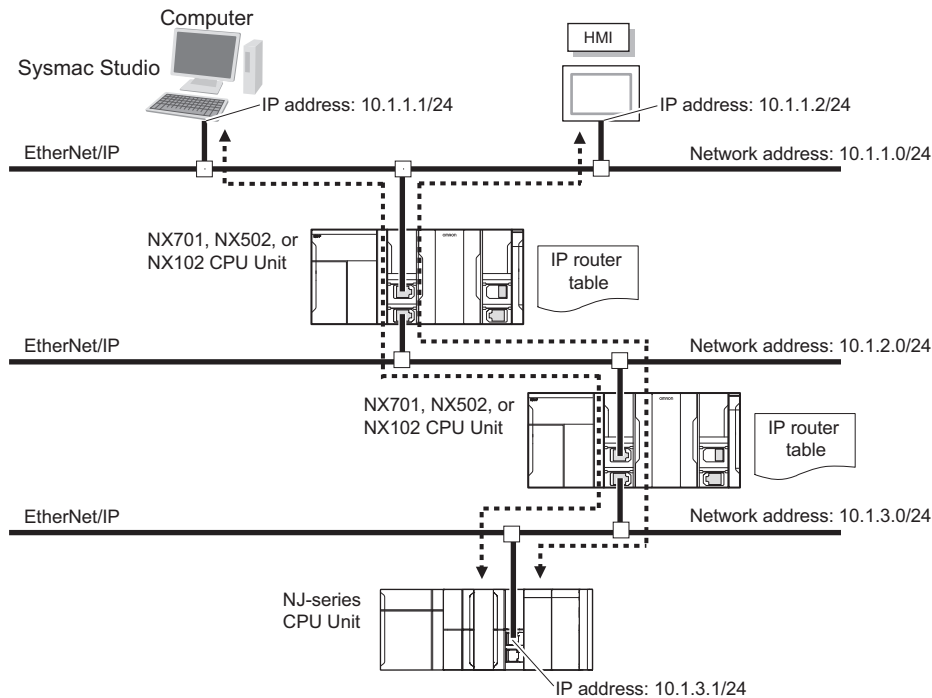 Computer
HMI
Sysmac Studio
IP address: 10.1.1.1/24
IP address: 10.1.1.2/24
EtherNet/IP
Network address: 10.1.1.0/24
NX701, NX502, or
NX102 CPU Unit
omron
IP router
table
EtherNet/IP
Network address: 10.1.2.0/24
NX701, NX502, or
NX102 CPU Unit
omron
IP router
table
EtherNet/IP
Network address: 10.1.3.0/24
NJ-series
CPU Unit
IP address: 10.1.3.1/24